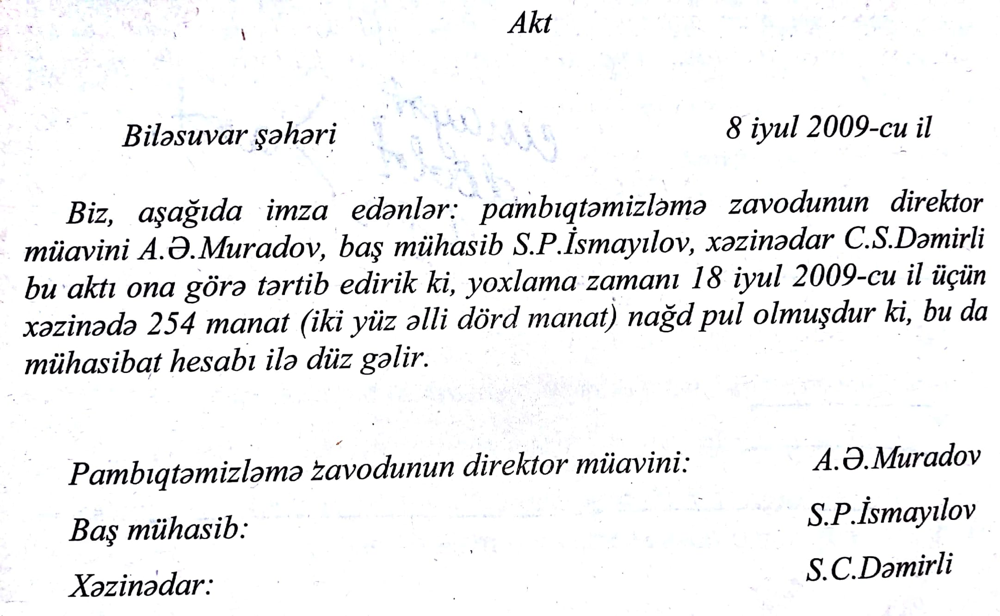 Akt
Biləsuvar şəhəri 8 iyul 2009-cu il
Biz, aşağıda imza edənlər: pambıqtəmizləmə zavodunun direktor
müavini A.Ə.Muradov, baş mühasib S.P.İsmayılov, xəzinədar C.S.Dəmirli
bu aktı ona görə tərtib edirik ki, yoxlama zamanı 18 iyul 2009-cu il üçün
xəzinədə 254 manat (iki yüz əlli dörd manat) nağd pul olmuşdur ki, bu da
mühasibat hesabı ilə düz gəlir.
Pambıqtəmizləmə zavodunun direktor müavini: A.Ə.Muradov
Baş mühasib: S.P.İsmayılov
Xəzinədar: S.C.Dəmirli